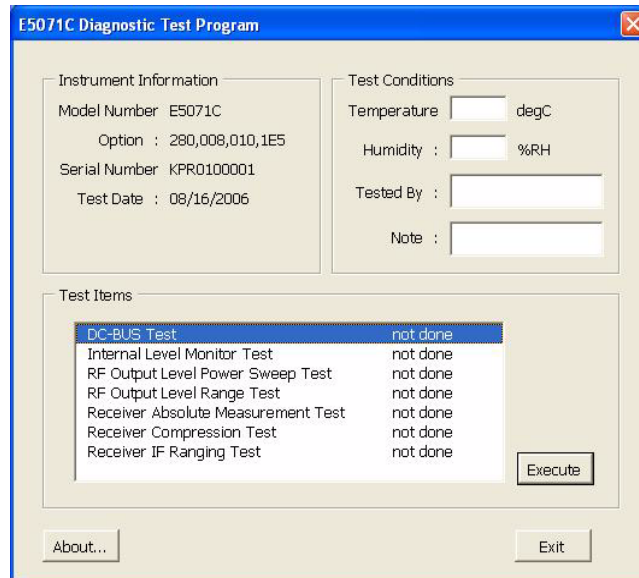 E5071C Diagnostic Test Program
Instrument Information
Model Number E5071C
Option : 280,008,010,1E5
Serial Number KPR0100001
Test Date : 08/16/2006
Test Conditions
Temperature degC
Humidity : %RH
Tested By :
Note :
Test Items
DC-BUS Test not done
Internal Level Monitor Test not done
RF Output Level Power Sweep Test not done
RF Output Level Range Test not done
Receiver Absolute Measurement Test not done
Receiver Compression Test not done
Receiver IF Ranging Test not done
Execute
About...
Exit